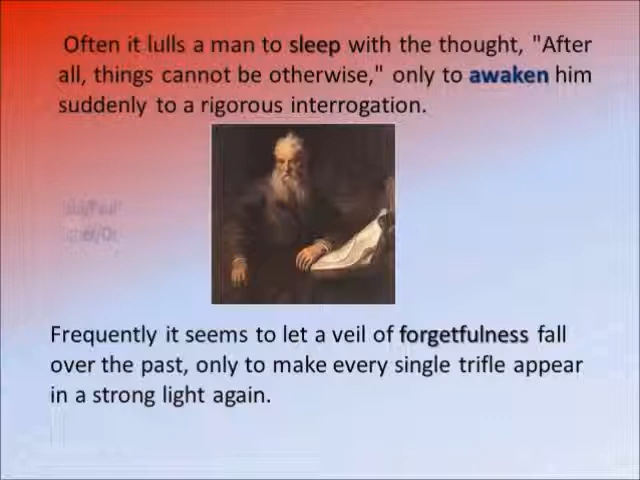 Often it lulls a man to sleep with the thought, "After
all, things cannot be otherwise," only to awaken him
suddenly to a rigorous interrogation.
Frequently it seems to let a veil of forgetfulness fall
over the past, only to make every single trifle appear
in a strong light again.